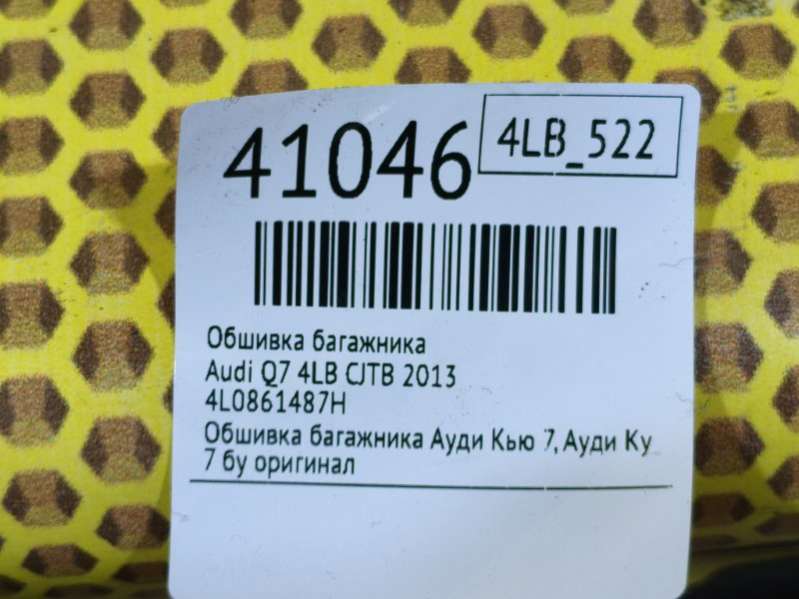 41046
4LB_522
Обшивка багажника
Audi Q7 4LB CJTB 2013
4L0861487H
Обшивка багажника Ауди Кью 7, Ауди Ку
7 бу оригинал